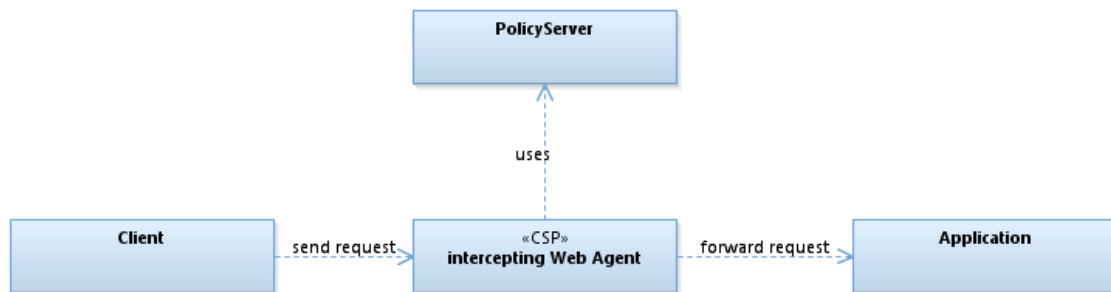 PolicyServer
uses
Client
send request
«CSP»
intercepting Web Agent
forward request
Application